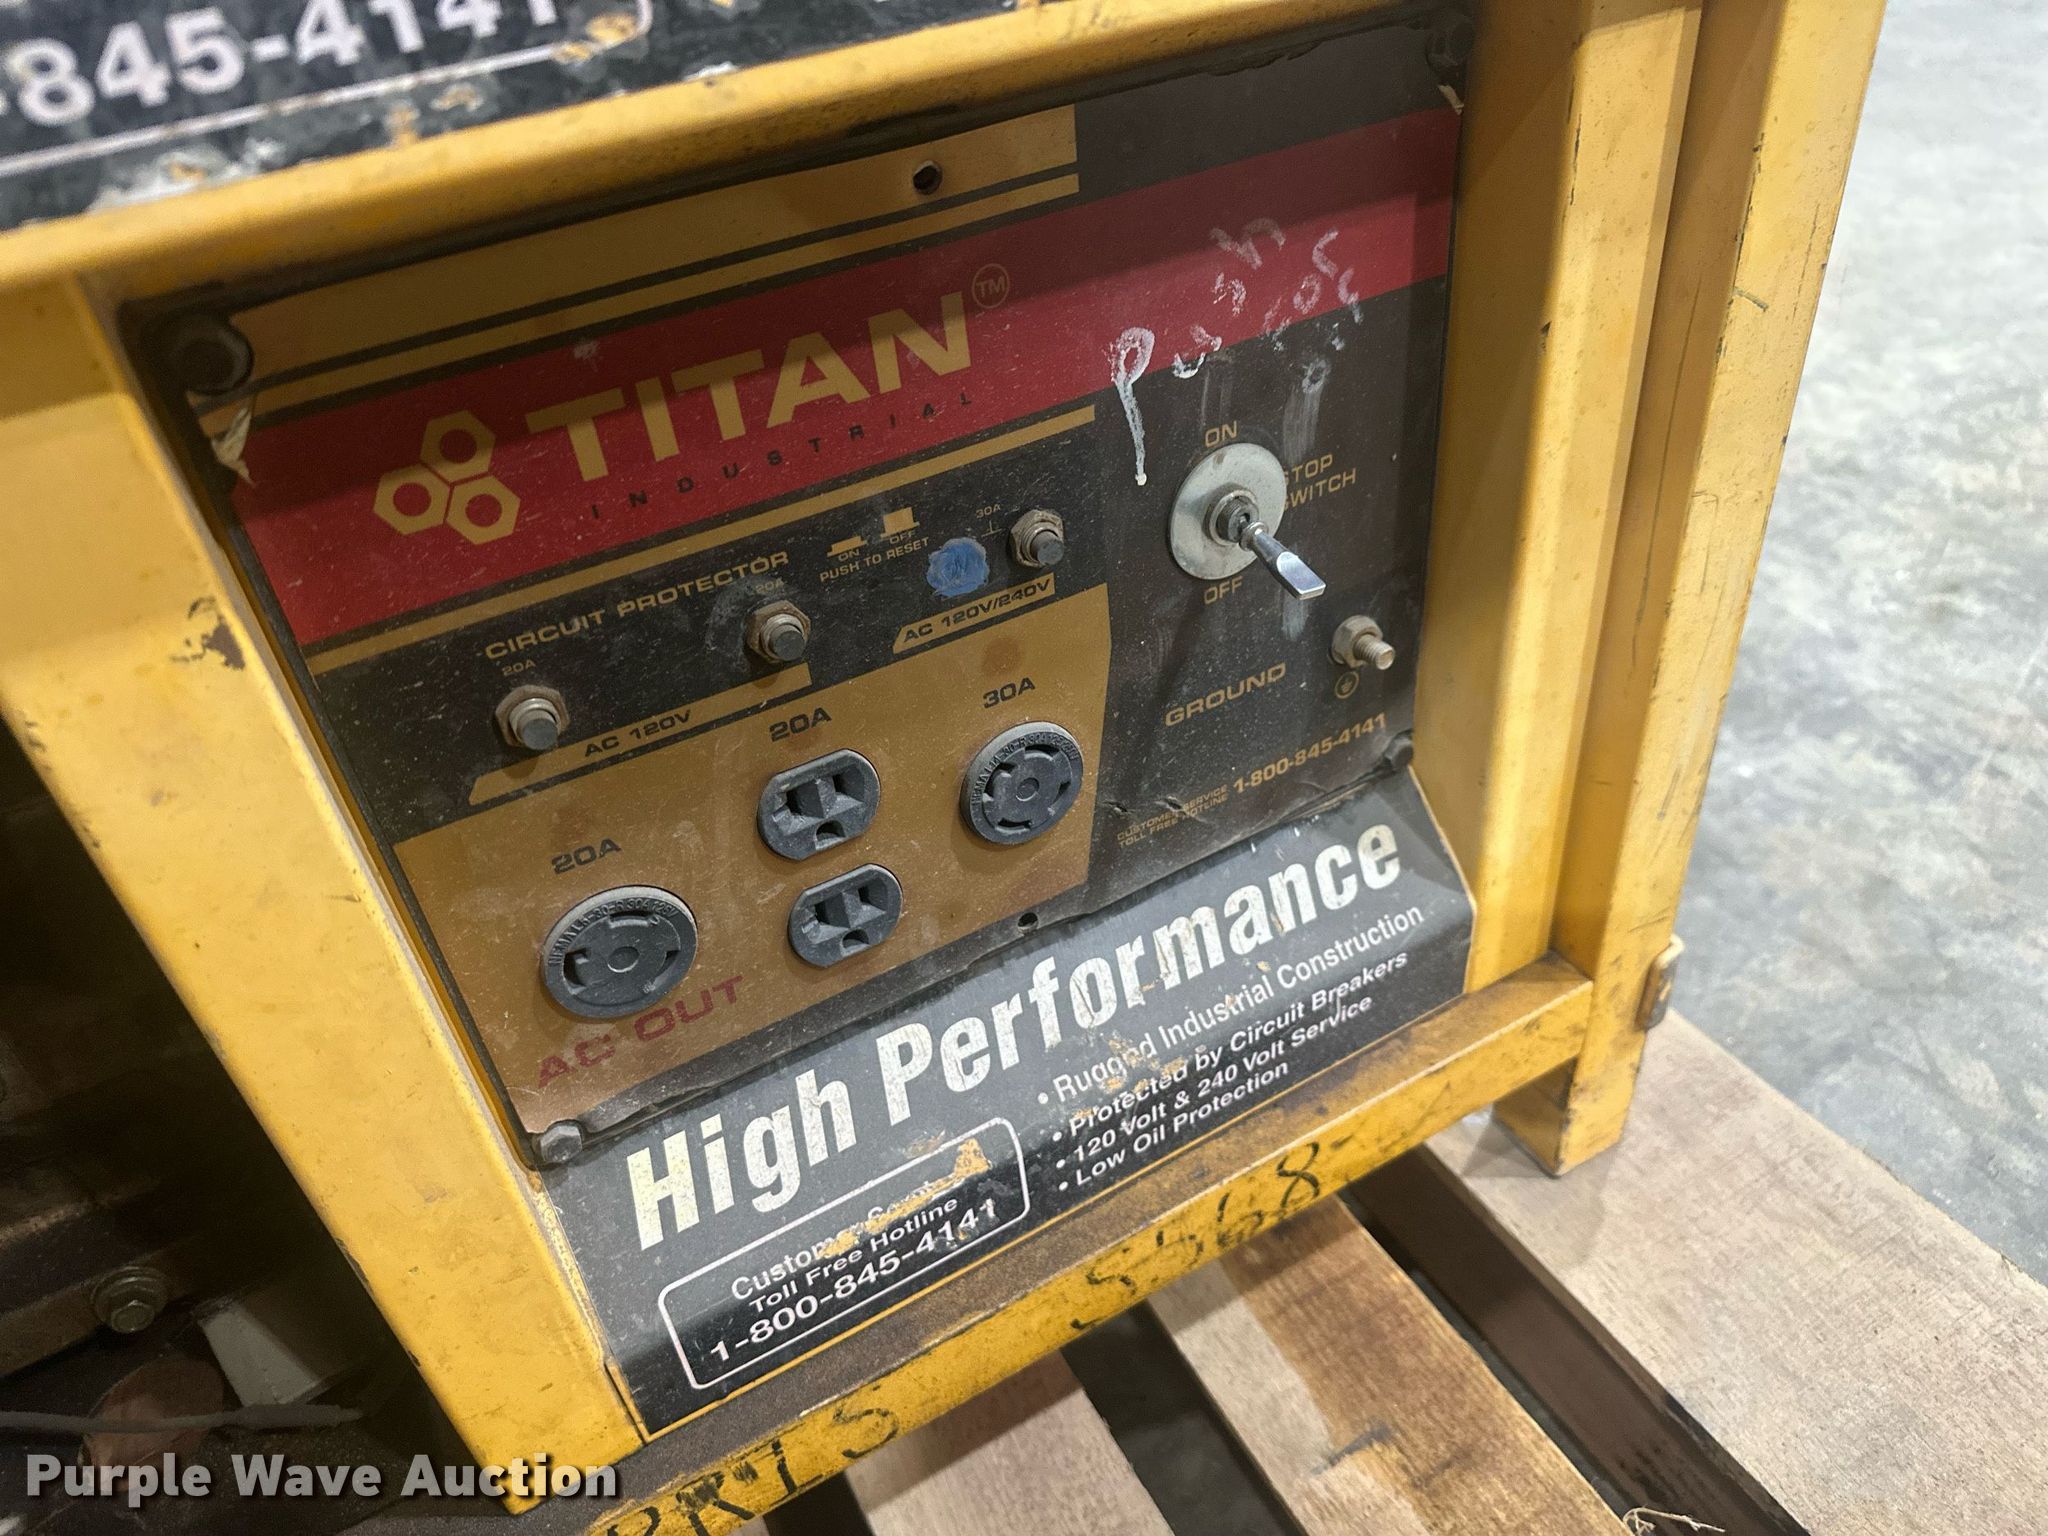 -845-4141
TITAN TM
INDUSTRIAL
CIRCUIT PROTECTOR
20A
20A
ON OFF
PUSH TO RESET
30A
AC 120V
AC 120V/240V
ON
STOP
SWITCH
OFF
GROUND
20A
20A
30A
AC OUT
CUSTOMER SERVICE
TOLL FREE HOTLINE 1-800-845-4141
High Performance
• Rugged Industrial Construction
• Protected by Circuit Breakers
• 120 Volt & 240 Volt Service
• Low Oil Protection
Customer
Toll Free Hotline
1-800-845-4141
Purple Wave Auction